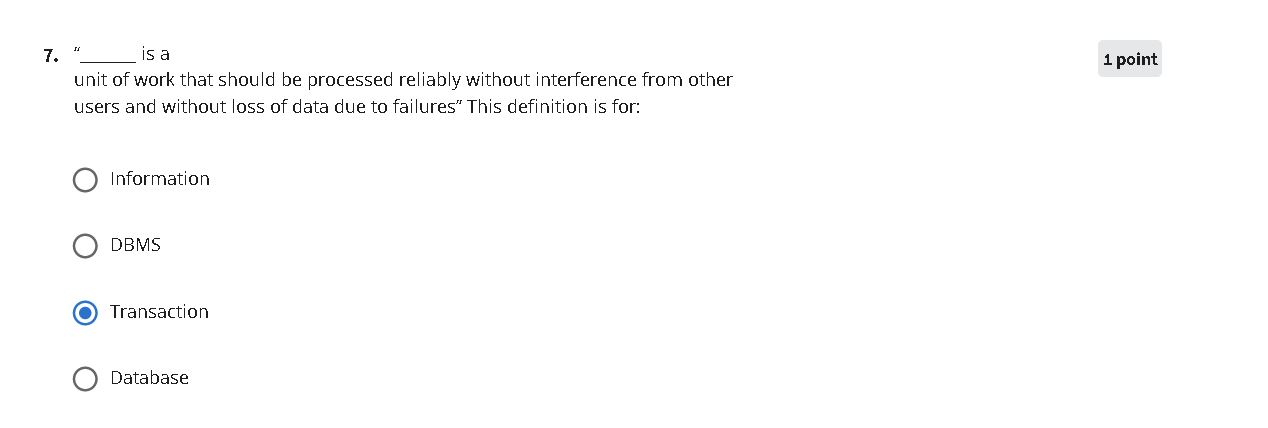 7. “______ is a
1 point
unit of work that should be processed reliably without interference from other
users and without loss of data due to failures” This definition is for:
Information
DBMS
Transaction
Database